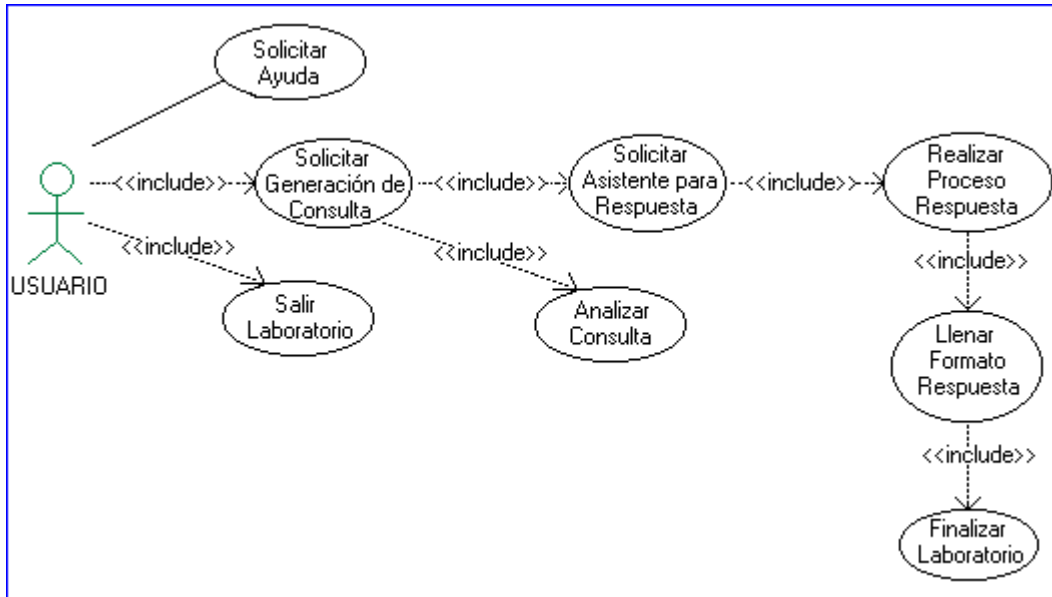 Solicitar
Ayuda
<<include>>
Solicitar
Generación de
Consulta
<<include>>
Solicitar
Asistente para
Respuesta
<<include>>
Realizar
Proceso
Respuesta
USUARIO
<<include>>
Salir
Laboratorio
<<include>>
Analizar
Consulta
<<include>>
Llenar
Formato
Respuesta
<<include>>
Finalizar
Laboratorio